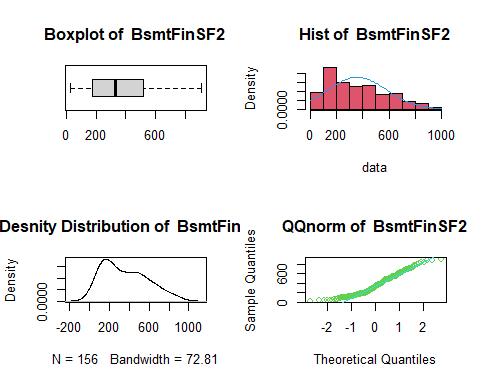 Boxplot of BsmtFinSF2
0 200 600
Hist of BsmtFinSF2
Density
0.0000
0 200 600 1000
data
Desnity Distribution of BsmtFin
Density
0.0000
-200 200 600 1000
N = 156 Bandwidth = 72.81
QQnorm of BsmtFinSF2
Sample Quantiles
0 600
-2 -1 0 1 2
Theoretical Quantiles